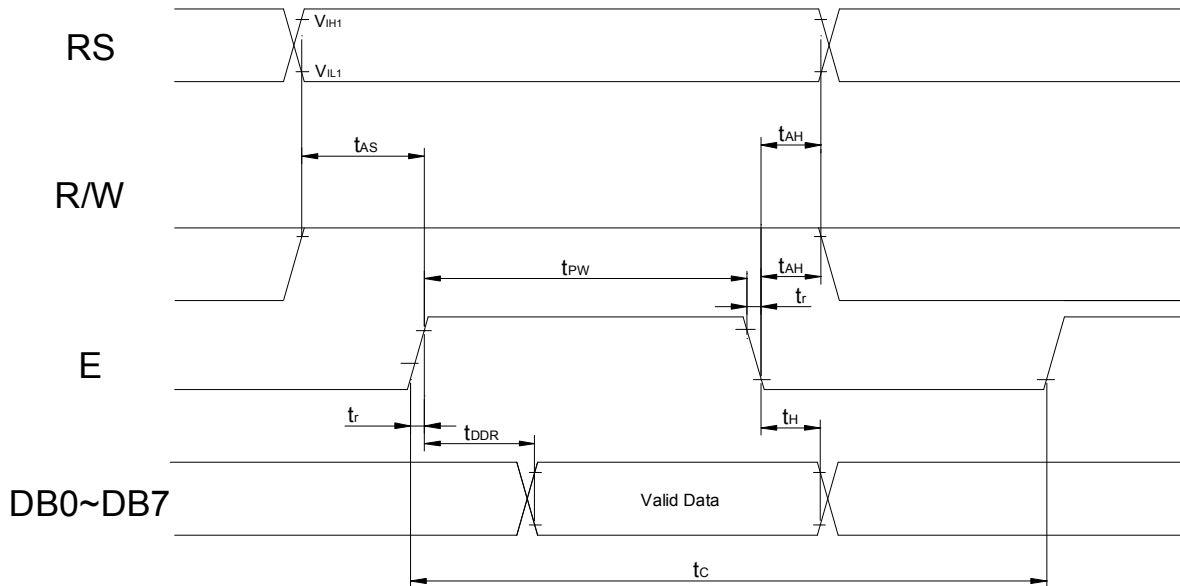 RS
VIH1
VIL1
tAS
tAH
R/W
tPW
tAH
tr
E
tr
tDDR
tH
DB0~DB7
Valid Data
tC